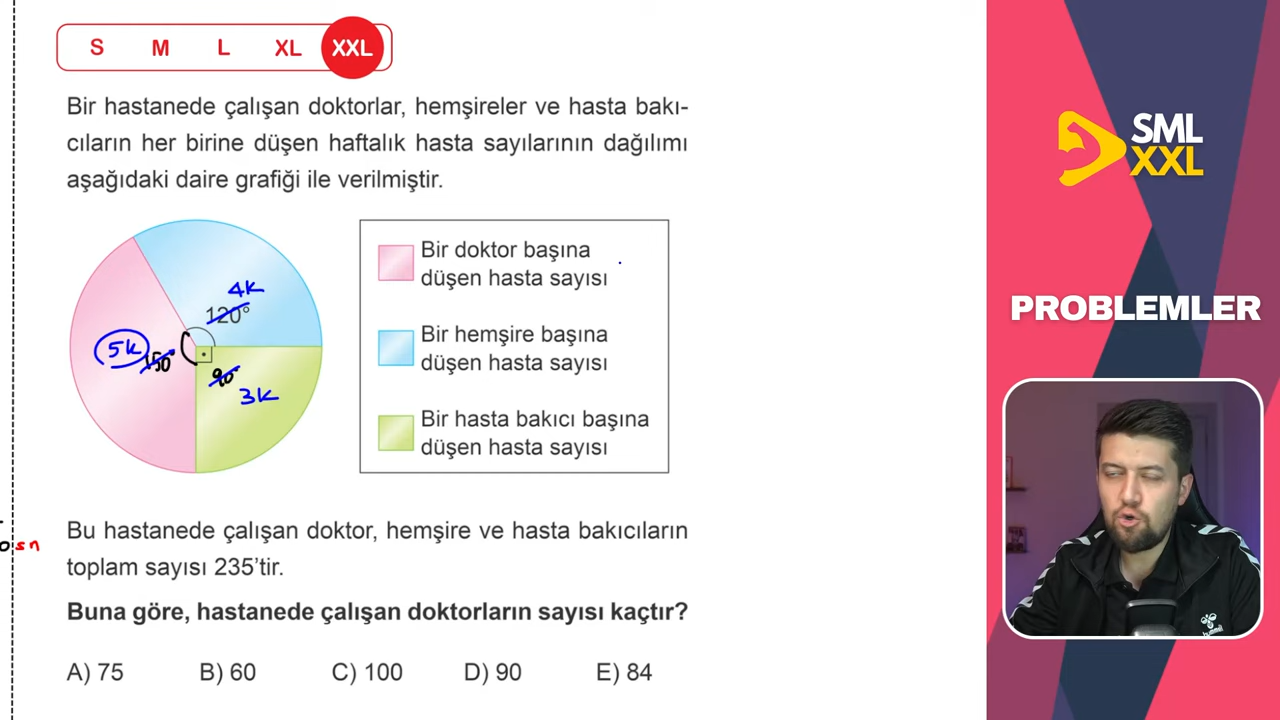 S M L XL XXL
Bir hastanede çalışan doktorlar, hemşireler ve hasta bakı-
cıların her birine düşen haftalık hasta sayılarının dağılımı
aşağıdaki daire grafiği ile verilmiştir.
4k
120°
5k
150°
90
3k
Bir doktor başına
düşen hasta sayısı
Bir hemşire başına
düşen hasta sayısı
Bir hasta bakıcı başına
düşen hasta sayısı
sn
Bu hastanede çalışan doktor, hemşire ve hasta bakıcıların
toplam sayısı 235’tir.
Buna göre, hastanede çalışan doktorların sayısı kaçtır?
A) 75 B) 60 C) 100 D) 90 E) 84
SML
XXL
PROBLEMLER
hummel